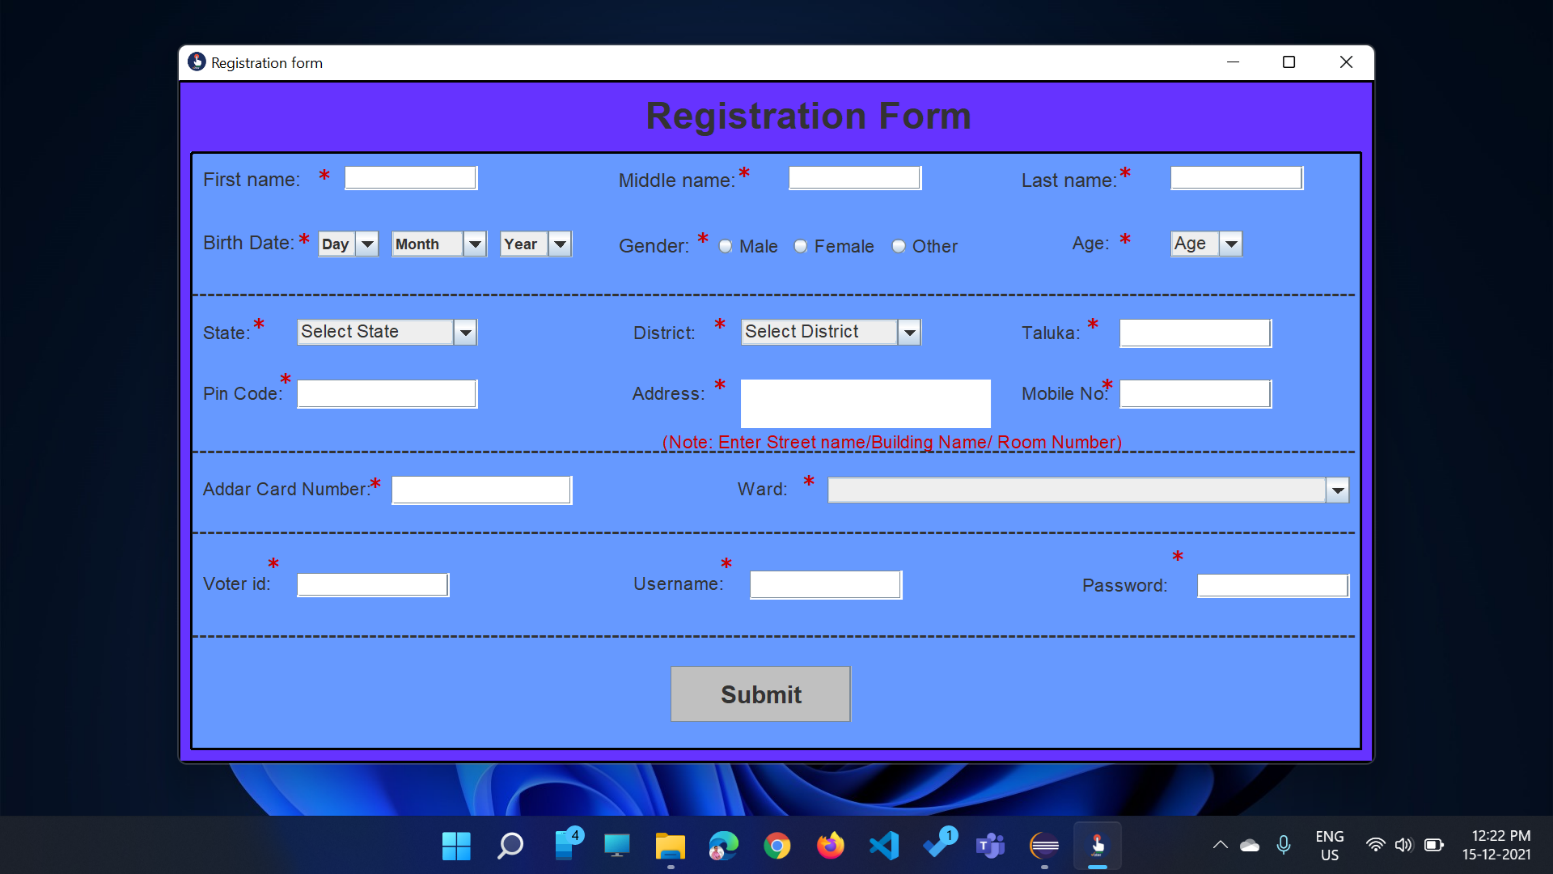 Registration form
Registration Form
First name: *
Middle name: *
Last name: *
Birth Date: * Day Month Year
Gender: * Male Female Other
Age: * Age
State: * Select State
District: * Select District
Taluka: *
Pin Code: *
Address: *
Mobile No: *
(Note: Enter Street name/Building Name/ Room Number)
Addar Card Number: *
Ward: *
Voter id: *
Username: *
Password: *
Submit
4
1
ENG
US
12:22 PM
15-12-2021